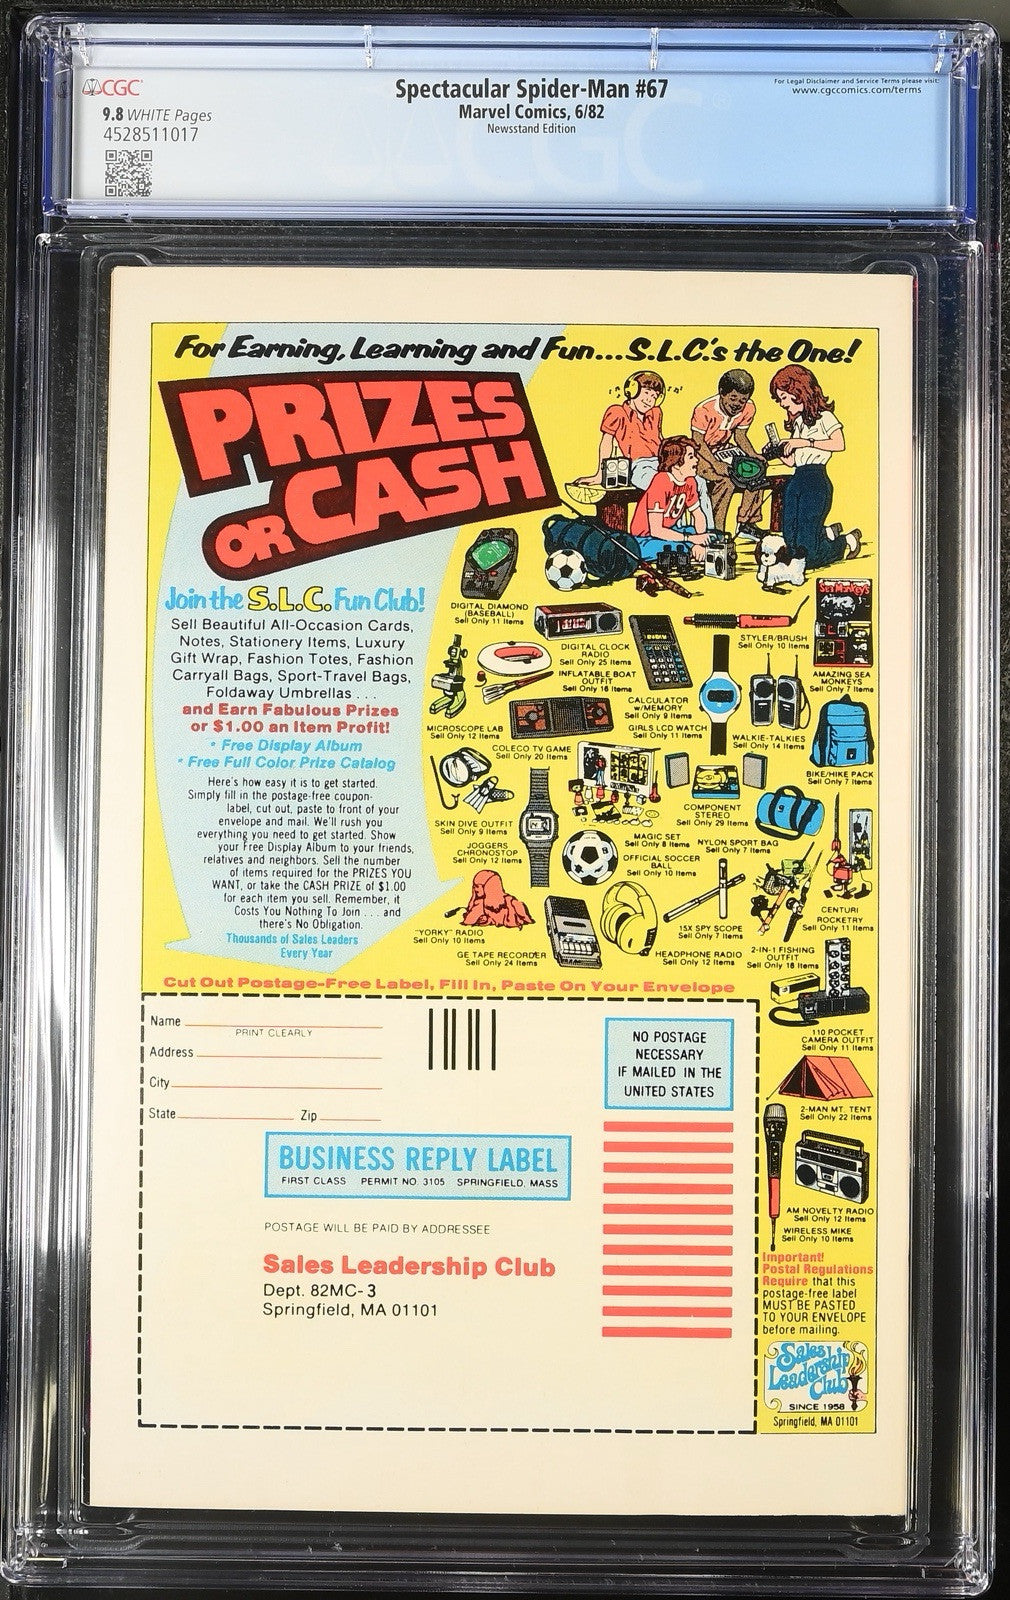 CGC
9.8 WHITE Pages
4528511017
Spectacular Spider-Man #67
Marvel Comics, 6/82
Newsstand Edition
For Legal Disclaimer and Service Terms please visit:
www.cgccomics.com/terms
For Earning, Learning and Fun...S.L.C.'s the One!
PRIZES
OR CASH
Join the S.L.C. Fun Club!
Sell Beautiful All-Occasion Cards,
Notes, Stationery Items, Luxury
Gift Wrap, Fashion Totes, Fashion
Carryall Bags, Sport-Travel Bags,
Foldaway Umbrellas . . .
and Earn Fabulous Prizes
or $1.00 an Item Profit!
* Free Display Album
* Free Full Color Prize Catalog
Here's how easy it is to get started.
Simply fill in the postage-free coupon-
label, cut out, paste to front of your
envelope and mail. We'll rush you
everything you need to get started. Show
your Free Display Album to your friends,
relatives and neighbors. Sell the number
of items required for the PRIZES YOU
WANT, or take the CASH PRIZE of $1.00
for each item you sell. Remember, it
Costs You Nothing To Join . . . and
there's No Obligation.
Thousands of Sales Leaders
Every Year
19
DIGITAL DIAMOND
(BASEBALL)
Sell Only 11 Items
DIGITAL CLOCK
RADIO
Sell Only 25 Items
STYLER/BRUSH
Sell Only 10 Items
Sea Monkeys
AMAZING SEA
MONKEYS
Sell Only 7 Items
INFLATABLE BOAT
OUTFIT
Sell Only 16 Items
CALCULATOR
w/MEMORY
Sell Only 9 Items
MICROSCOPE LAB
Sell Only 12 Items
GIRLS LCD WATCH
Sell Only 11 Items
WALKIE-TALKIES
Sell Only 14 Items
COLECO TV GAME
Sell Only 20 Items
BIKE/HIKE PACK
Sell Only 7 Items
SKIN DIVE OUTFIT
Sell Only 9 Items
COMPONENT
STEREO
Sell Only 29 Items
MAGIC SET
Sell Only 8 Items
NYLON SPORT BAG
Sell Only 7 Items
JOGGERS
CHRONOSTOP
Sell Only 12 Items
OFFICIAL SOCCER
BALL
Sell Only 10 Items
CENTURI
ROCKETRY
Sell Only 11 Items
"YORKY" RADIO
Sell Only 10 Items
15X SPY SCOPE
Sell Only 7 Items
GE TAPE RECORDER
Sell Only 24 Items
HEADPHONE RADIO
Sell Only 12 Items
2-IN-1 FISHING
OUTFIT
Sell Only 16 Items
Cut Out Postage-Free Label, Fill In, Paste On Your Envelope
110 POCKET
CAMERA OUTFIT
Sell Only 11 Items
2-MAN MT. TENT
Sell Only 22 Items
AM NOVELTY RADIO
Sell Only 12 Items
WIRELESS MIKE
Sell Only 10 Items
Name
PRINT CLEARLY
Address
City
State Zip
NO POSTAGE
NECESSARY
IF MAILED IN THE
UNITED STATES
BUSINESS REPLY LABEL
FIRST CLASS PERMIT NO. 3105 SPRINGFIELD, MASS
POSTAGE WILL BE PAID BY ADDRESSEE
Sales Leadership Club
Dept. 82MC-3
Springfield, MA 01101
Important!
Postal Regulations
Require that this
postage-free label
MUST BE PASTED
TO YOUR ENVELOPE
before mailing.
Sales
Leadership
Club
SINCE 1958
Springfield, MA 01101